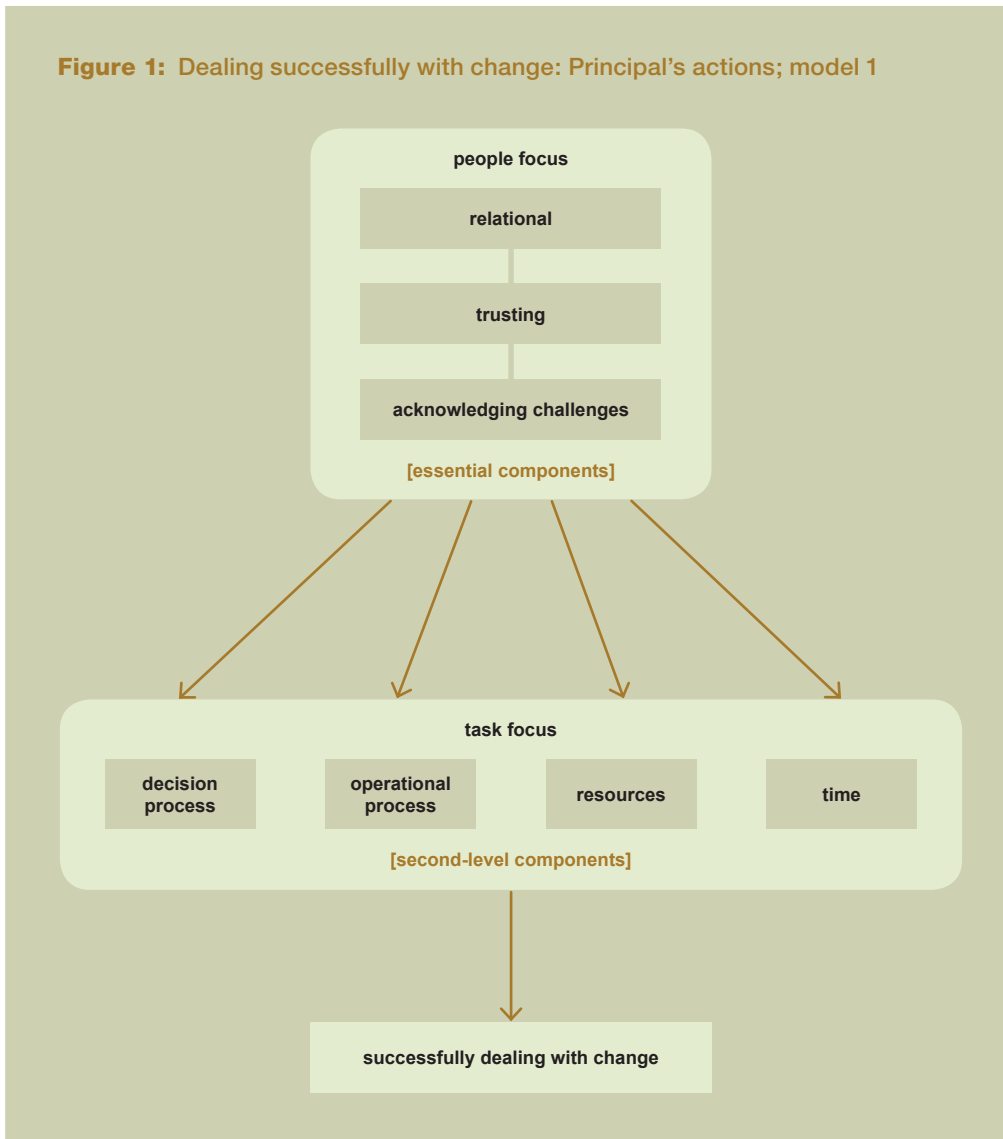 Figure 1: Dealing successfully with change: Principal’s actions; model 1
people focus
relational
trusting
acknowledging challenges
[essential components]
task focus
decision
process
operational
process
resources
time
[second-level components]
successfully dealing with change